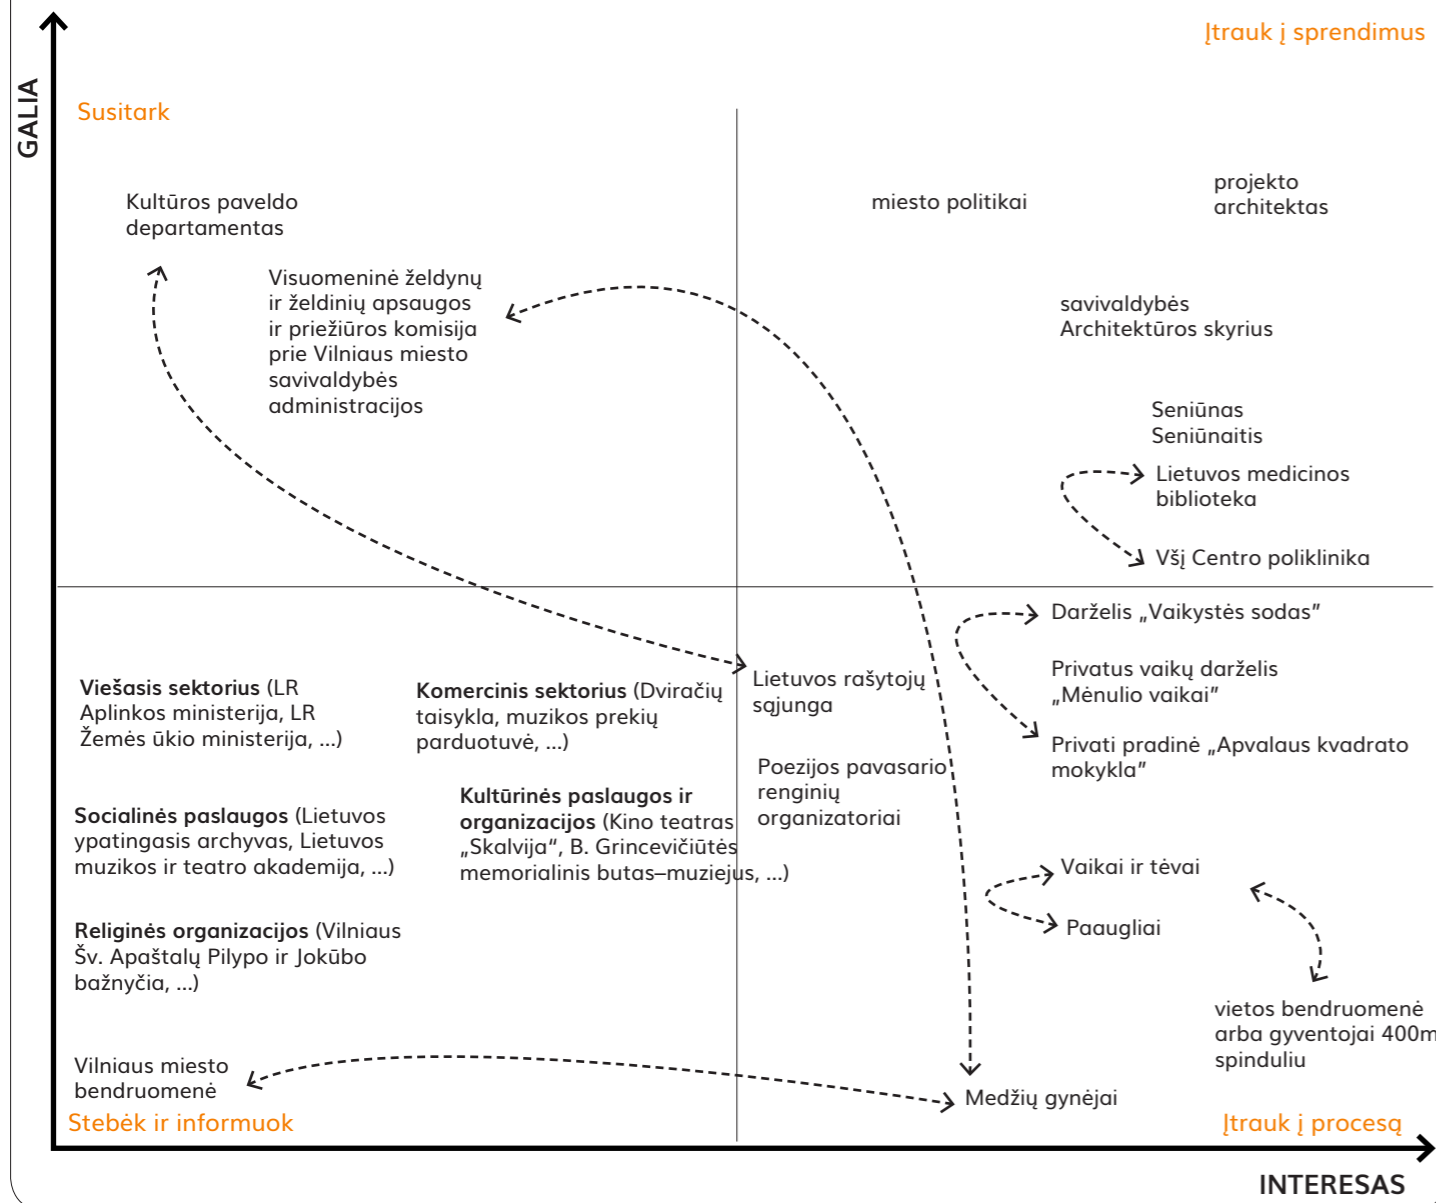 GALIA
Įtrauk į sprendimus
Susitark
Kultūros paveldo
departamentas
Visuomeninė želdynų
ir želdinių apsaugos
ir priežiūros komisija
prie Vilniaus miesto
savivaldybės
administracijos
miesto politikai
projekto
architektas
savivaldybės
Architektūros skyrius
Seniūnas
Seniūnaitis
Lietuvos medicinos
biblioteka
VšĮ Centro poliklinika
Viešasis sektorius (LR
Aplinkos ministerija, LR
Žemės ūkio ministerija, ...)
Komercinis sektorius (Dviračių
taisykla, muzikos prekių
parduotuvė, ...)
Socialinės paslaugos (Lietuvos
ypatingasis archyvas, Lietuvos
muzikos ir teatro akademija, ...)
Kultūrinės paslaugos ir
organizacijos (Kino teatras
„Skalvija“, B. Grincevičiūtės
memorialinis butas–muziejus, ...)
Religinės organizacijos (Vilniaus
Šv. Apaštalų Pilypo ir Jokūbo
bažnyčia, ...)
Vilniaus miesto
bendruomenė
Stebėk ir informuok
Lietuvos rašytojų
sąjunga
Poezijos pavasario
renginių
organizatoriai
Darželis „Vaikystės sodas”
Privatus vaikų darželis
„Mėnulio vaikai”
Privati pradinė „Apvalaus kvadrato
mokykla”
Vaikai ir tėvai
Paaugliai
vietos bendruomenė
arba gyventojai 400m
spinduliu
Medžių gynėjai
Įtrauk į procesą
INTERESAS